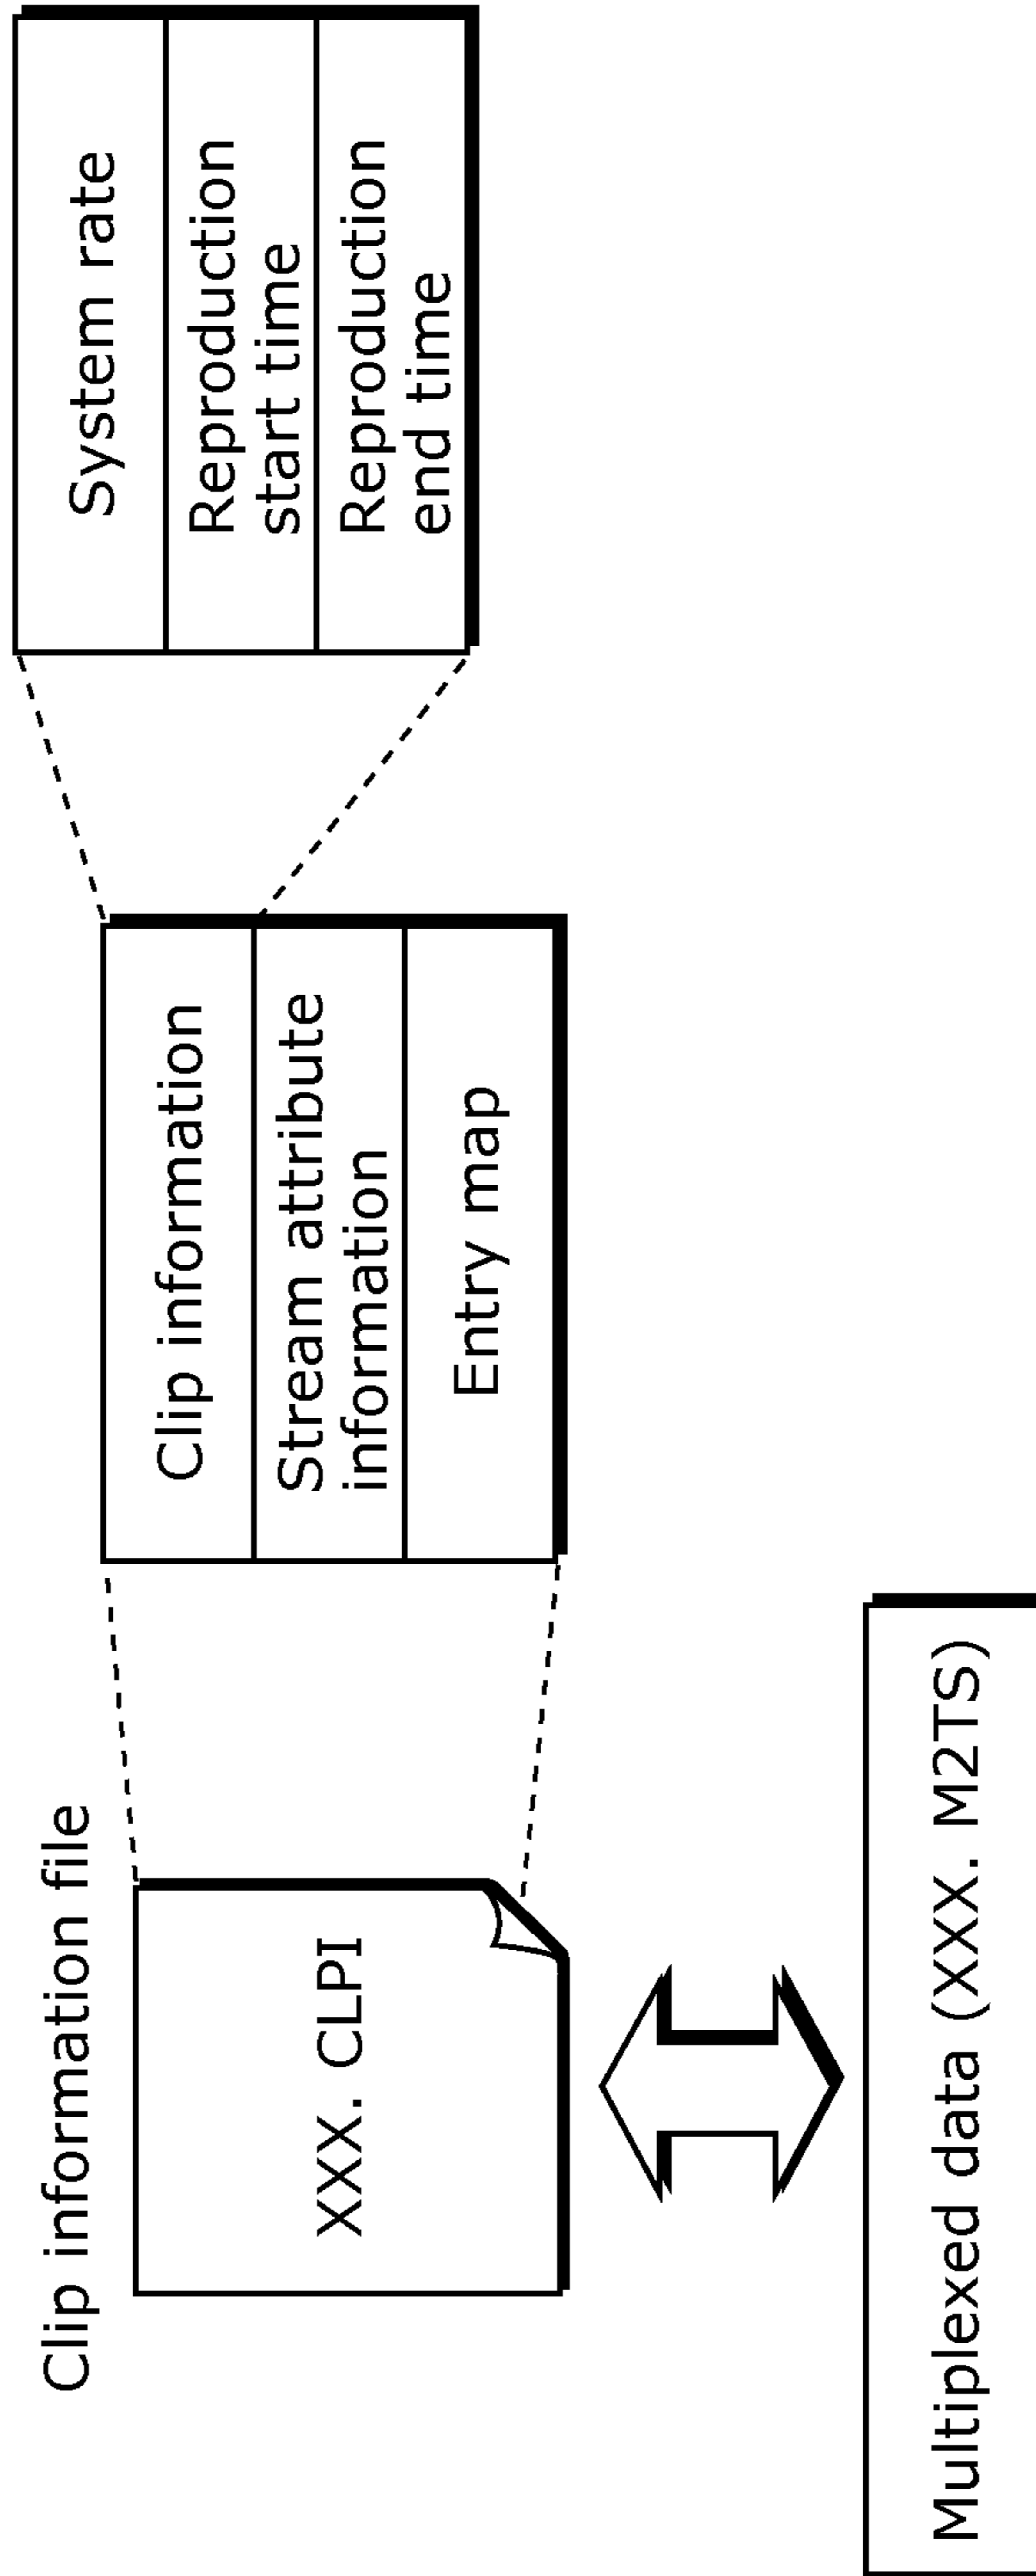 Clip information file
XXX. CLPI
Clip information
Stream attribute
information
Entry map
System rate
Reproduction
start time
Reproduction
end time
Multiplexed data (XXX. M2TS)